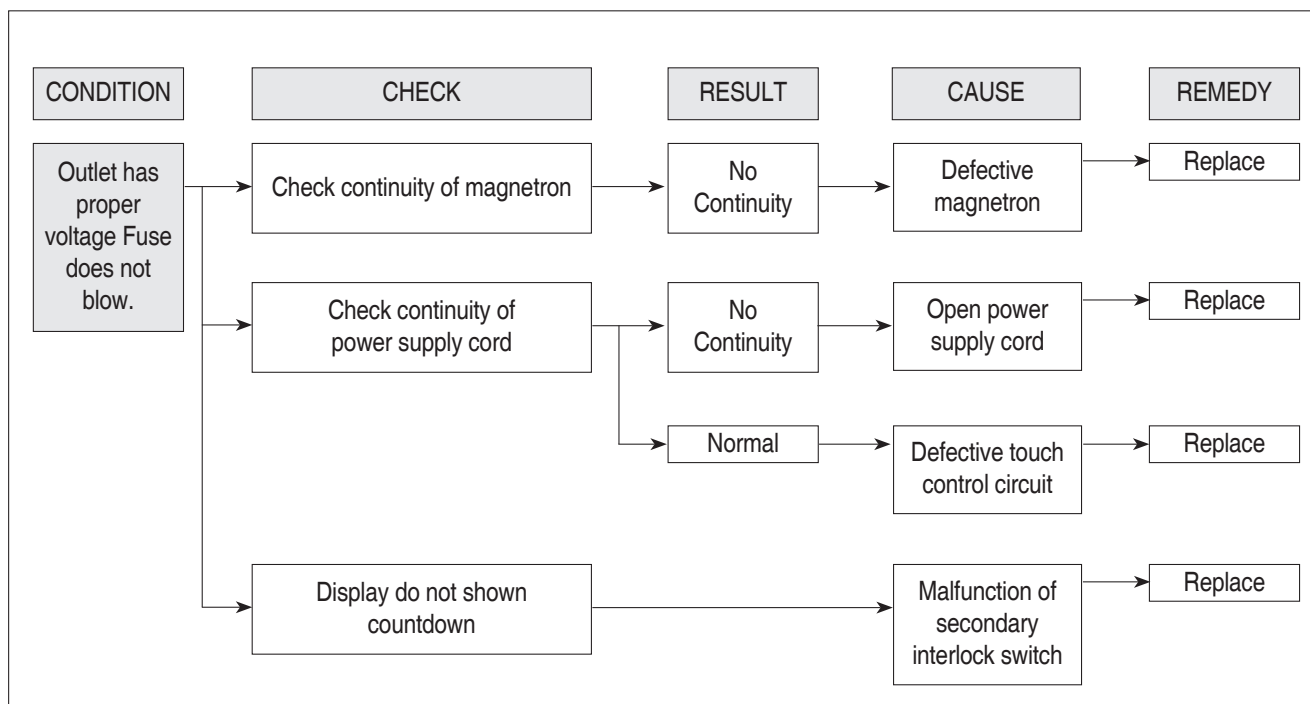 CONDITION
CHECK
RESULT
CAUSE
REMEDY
Outlet has
proper
voltage Fuse
does not
blow.
Check continuity of magnetron
No
Continuity
Defective
magnetron
Replace
Check continuity of
power supply cord
No
Continuity
Open power
supply cord
Replace
Normal
Defective touch
control circuit
Replace
Display do not shown
countdown
Malfunction of
secondary
interlock switch
Replace